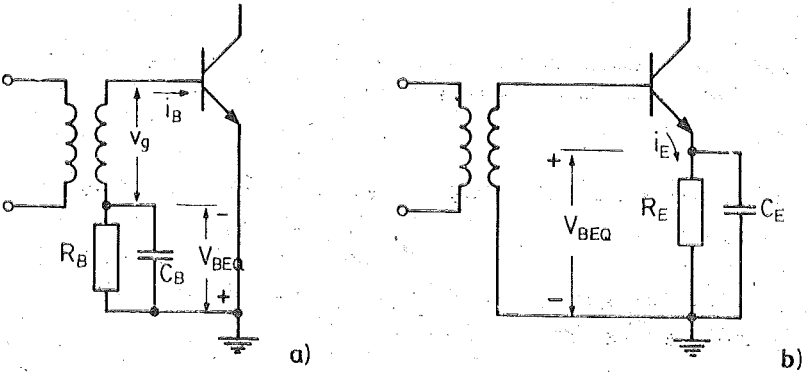 i_B
v_g
-
R_B
C_B
V_BEQ
+
a)
i_E
+
V_BEQ
R_E
C_E
-
b)